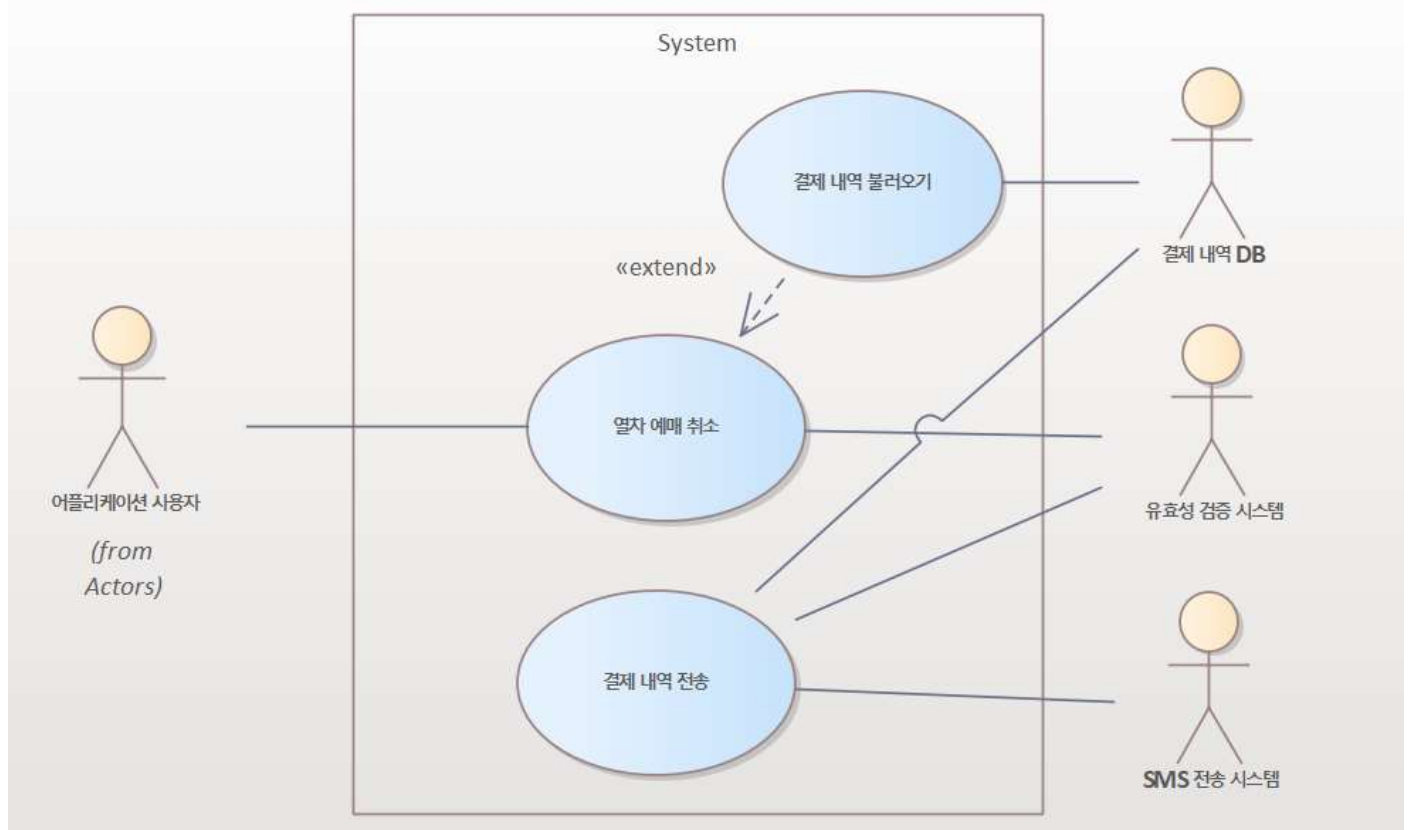 System
결제 내역 불러오기
결제 내역 DB
«extend»
열차 예매 취소
어플리케이션 사용자
(from
Actors)
유효성 검증 시스템
결제 내역 전송
SMS 전송 시스템